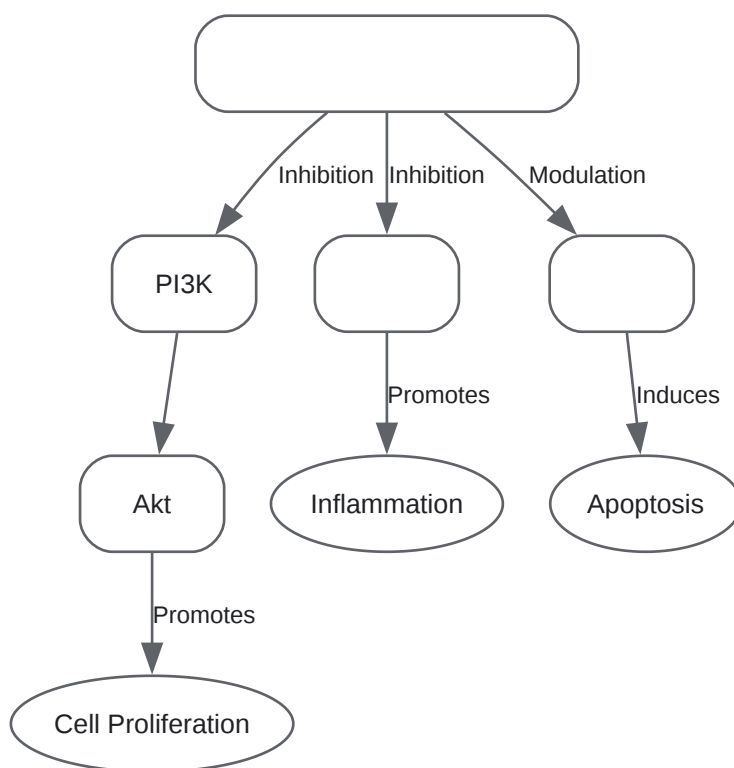 Inhibition
Inhibition
Modulation
PI3K
Promotes
Induces
Akt
Inflammation
Apoptosis
Promotes
Cell Proliferation